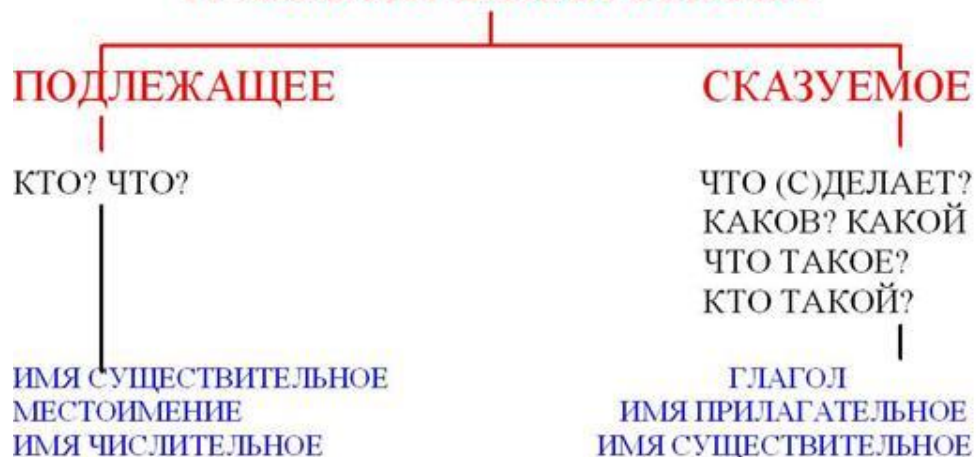 ПОДЛЕЖАЩЕЕ
СКАЗУЕМОЕ
КТО? ЧТО?
ЧТО (С)ДЕЛАЕТ?
КАКОВ? КАКОЙ
ЧТО ТАКОЕ?
КТО ТАКОЙ?
ИМЯ СУЩЕСТВИТЕЛЬНОЕ
МЕСТОИМЕНИЕ
ИМЯ ЧИСЛИТЕЛЬНОЕ
ГЛАГОЛ
ИМЯ ПРИЛАГАТЕЛЬНОЕ
ИМЯ СУЩЕСТВИТЕЛЬНОЕ